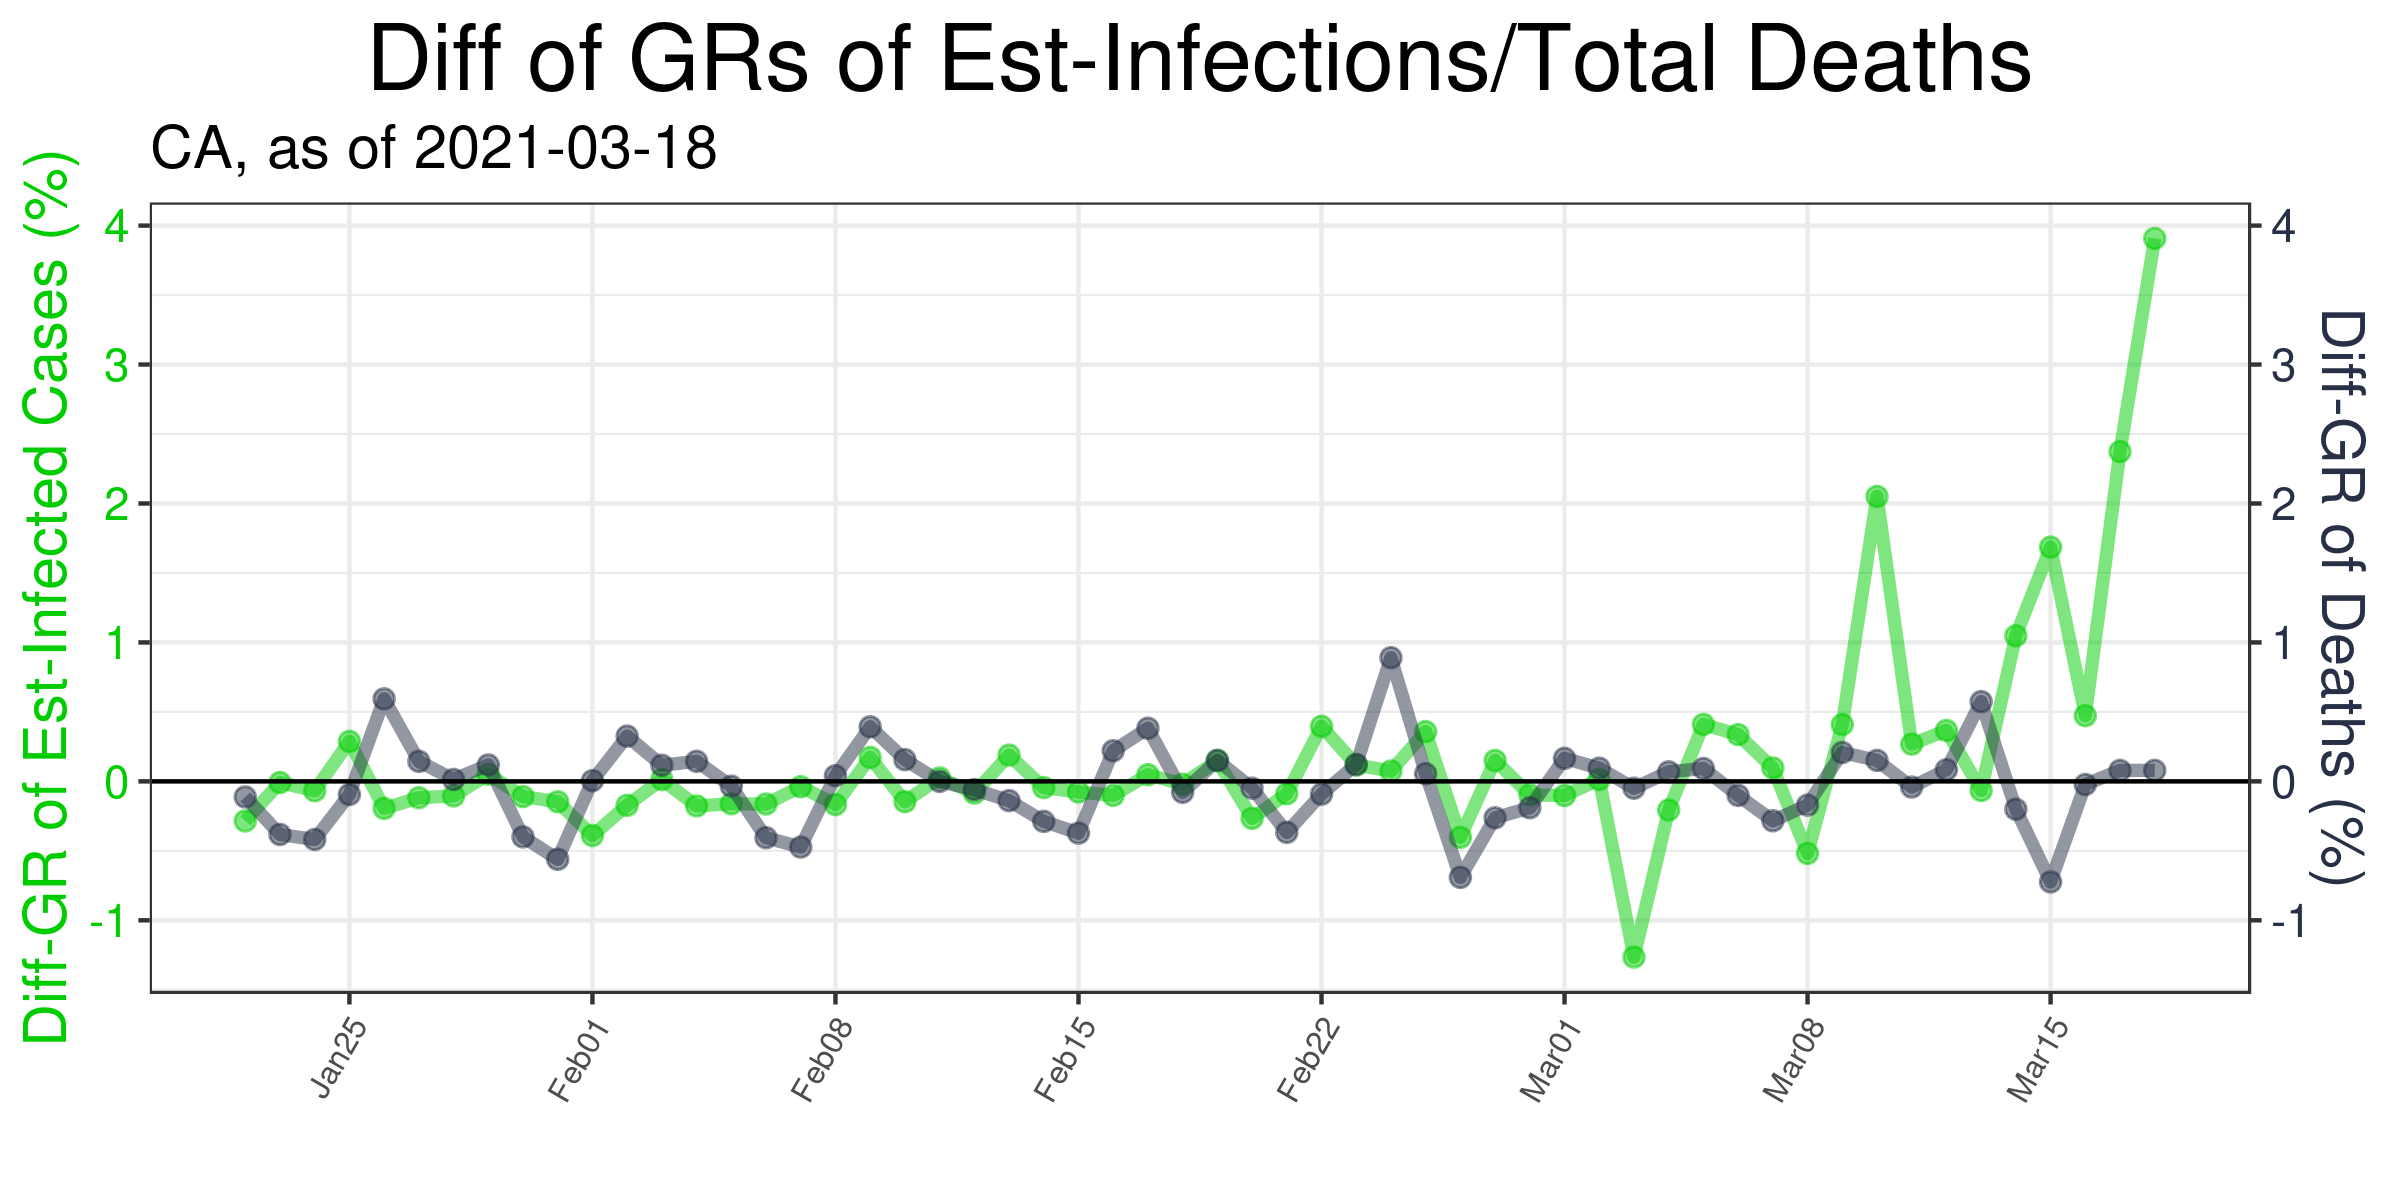 Diff of GRs of Est-Infections/Total Deaths
CA, as of 2021-03-18
Diff-GR of Est-Infected Cases (%)
4
3
2
1
0
-1
4
3
2
1
0
-1
Diff-GR of Deaths (%)
Jan25
Feb01
Feb08
Feb15
Feb22
Mar01
Mar08
Mar15